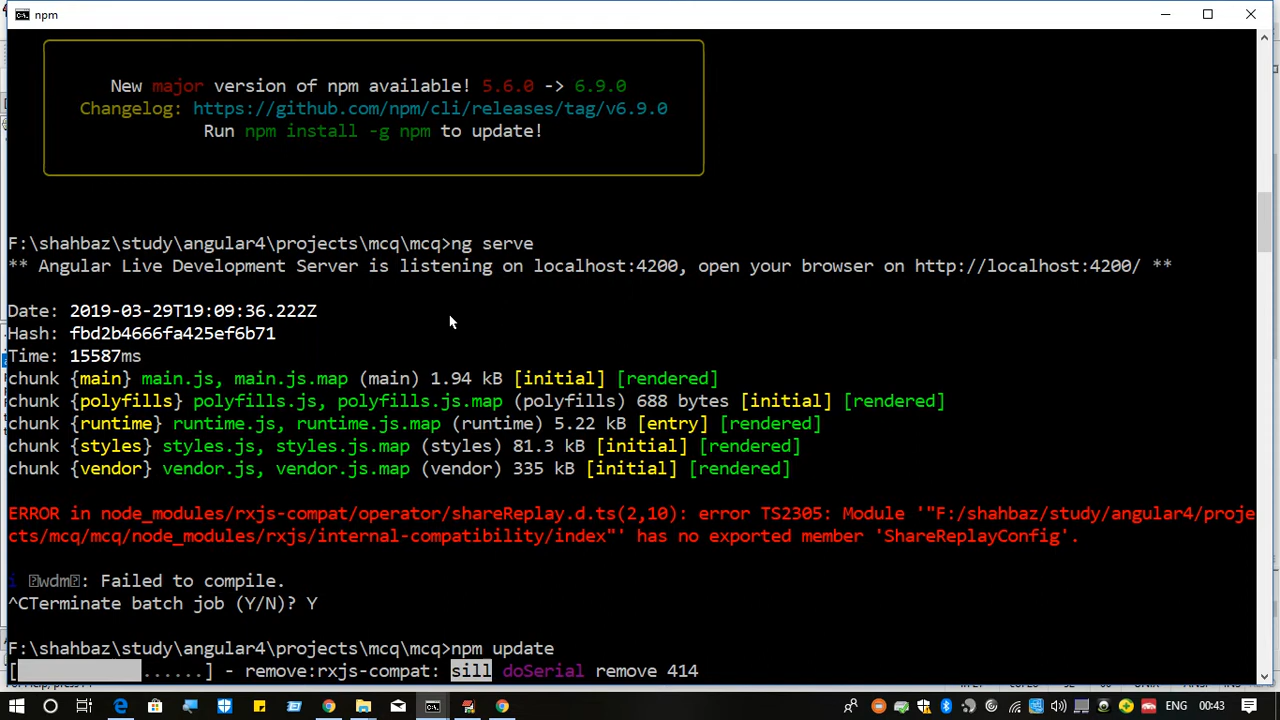 npm
New major version of npm available! 5.6.0 -> 6.9.0
Changelog: https://github.com/npm/cli/releases/tag/v6.9.0
Run npm install -g npm to update!
F:\shahbaz\study\angular4\projects\mcq\mcq>ng serve
** Angular Live Development Server is listening on localhost:4200, open your browser on http://localhost:4200/ **
Date: 2019-03-29T19:09:36.222Z
Hash: fbd2b4666fa425ef6b71
Time: 15587ms
chunk {main} main.js, main.js.map (main) 1.94 kB [initial] [rendered]
chunk {polyfills} polyfills.js, polyfills.js.map (polyfills) 688 bytes [initial] [rendered]
chunk {runtime} runtime.js, runtime.js.map (runtime) 5.22 kB [entry] [rendered]
chunk {styles} styles.js, styles.js.map (styles) 81.3 kB [initial] [rendered]
chunk {vendor} vendor.js, vendor.js.map (vendor) 335 kB [initial] [rendered]
ERROR in node_modules/rxjs-compat/operator/shareReplay.d.ts(2,10): error TS2305: Module '"F:/shahbaz/study/angular4/proje
cts/mcq/mcq/node_modules/rxjs/internal-compatibility/index"' has no exported member 'ShareReplayConfig'.
i wdm: Failed to compile.
^CTerminate batch job (Y/N)? Y
F:\shahbaz\study\angular4\projects\mcq\mcq>npm update
[ ......] - remove:rxjs-compat: sill doSerial remove 414
ENG 00:43